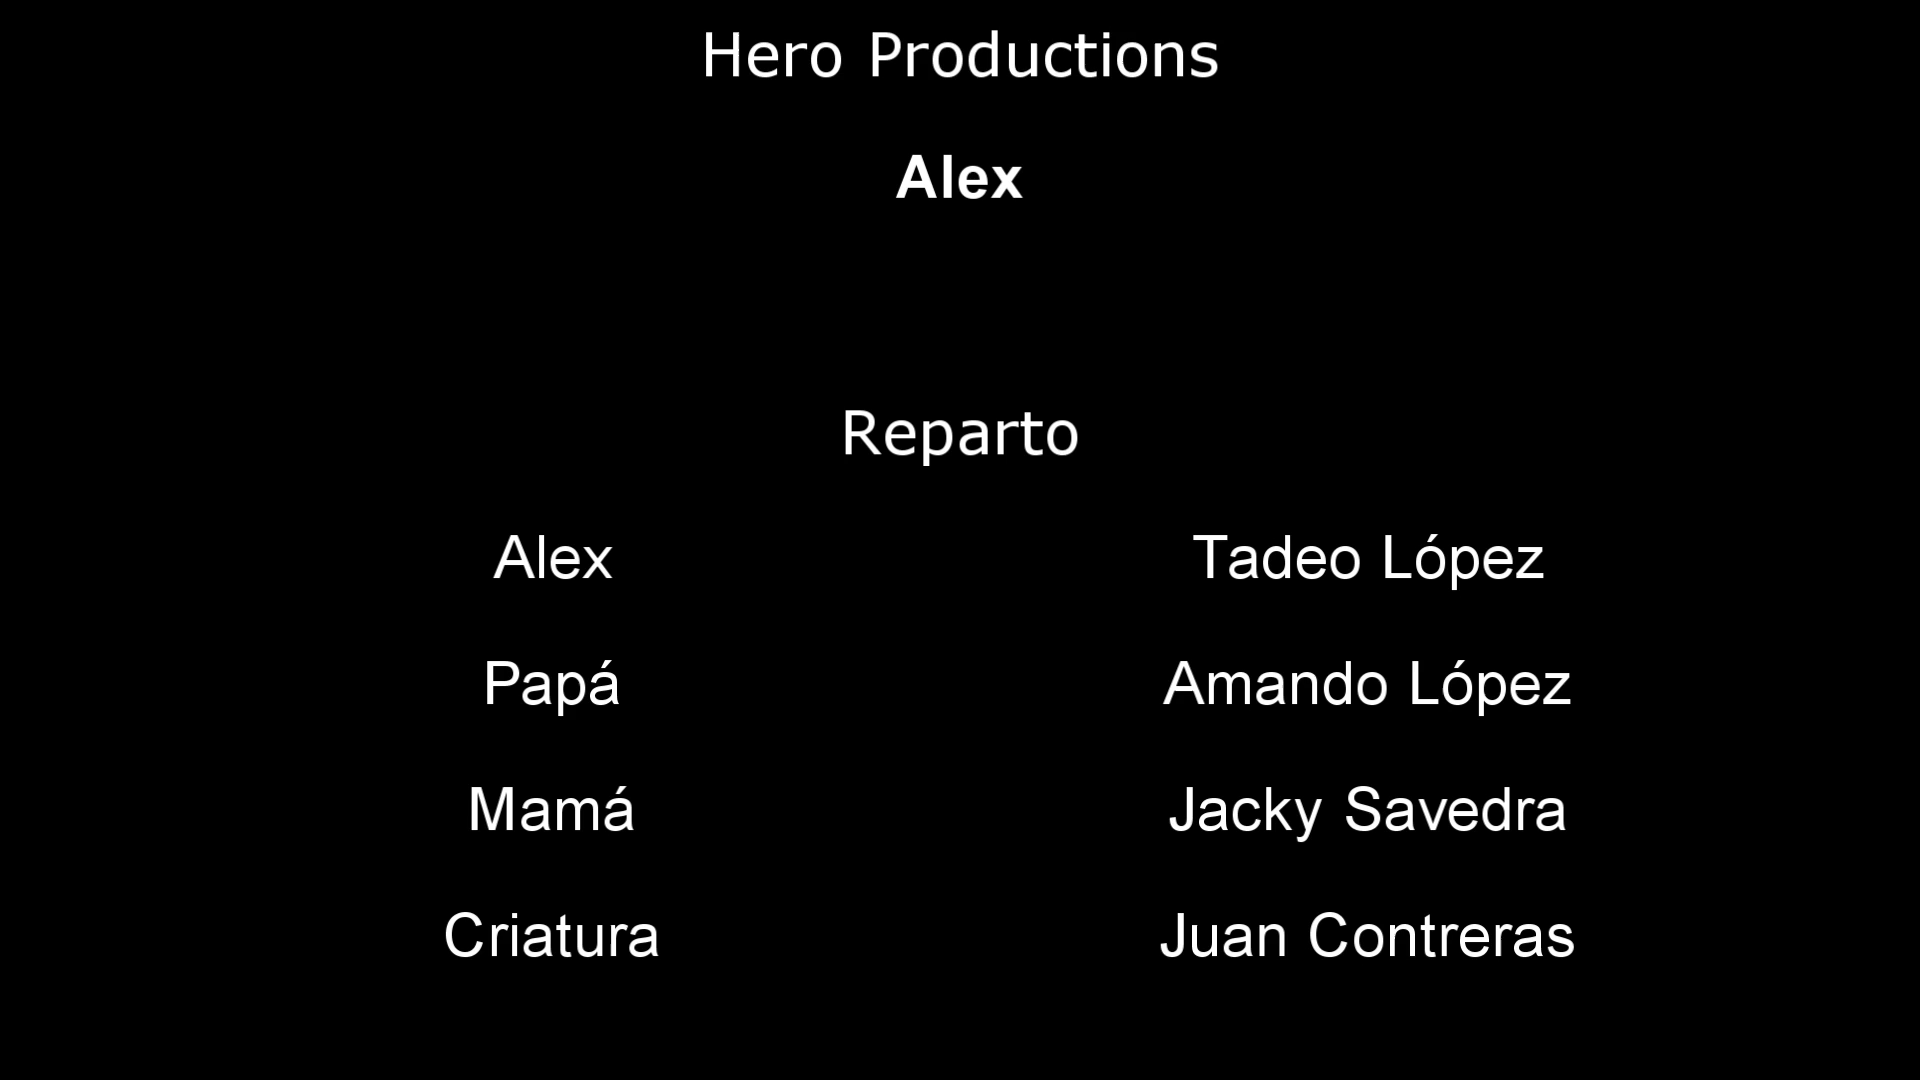 Hero Productions
Alex
Reparto
Alex Tadeo López
Papá Amando López
Mamá Jacky Savedra
Criatura Juan Contreras